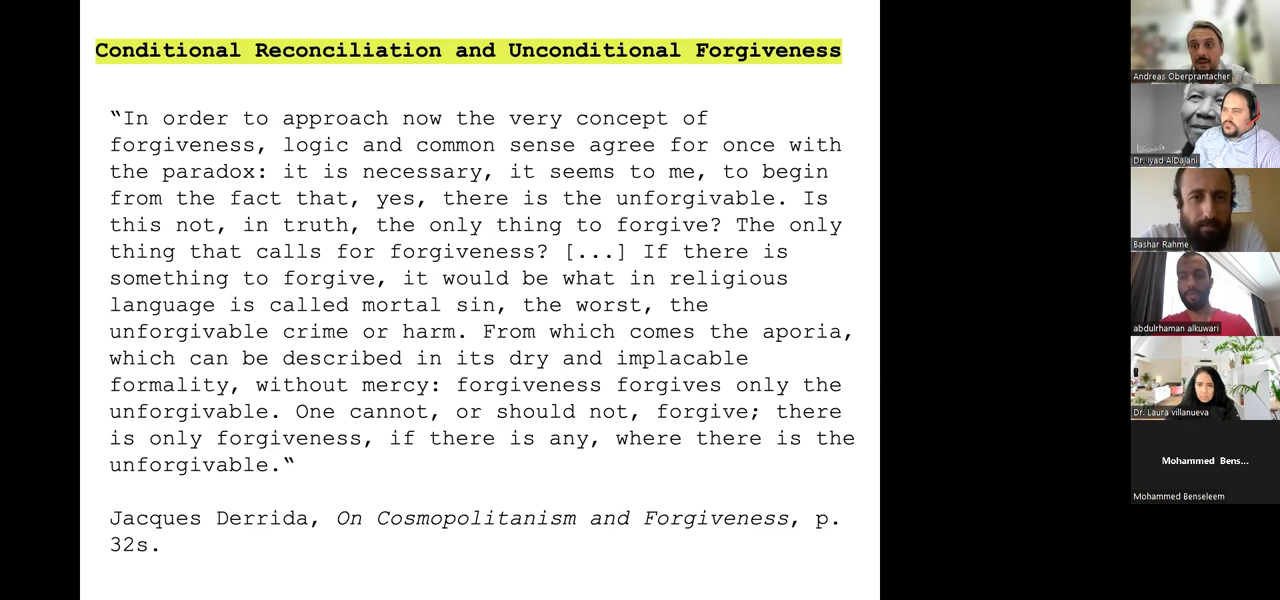 Conditional Reconciliation and Unconditional Forgiveness
“In order to approach now the very concept of
forgiveness, logic and common sense agree for once with
the paradox: it is necessary, it seems to me, to begin
from the fact that, yes, there is the unforgivable. Is
this not, in truth, the only thing to forgive? The only
thing that calls for forgiveness? [...] If there is
something to forgive, it would be what in religious
language is called mortal sin, the worst, the
unforgivable crime or harm. From which comes the aporia,
which can be described in its dry and implacable
formality, without mercy: forgiveness forgives only the
unforgivable. One cannot, or should not, forgive; there
is only forgiveness, if there is any, where there is the
unforgivable.“
Jacques Derrida, On Cosmopolitanism and Forgiveness, p.
32s.
Andreas Oberprantacher
Dr. Iyad AlDajani
Bashar Rahme
abdulrhaman alkuwari
Dr. Laura villanueva
Mohammed Bens...
Mohammed Benseleem